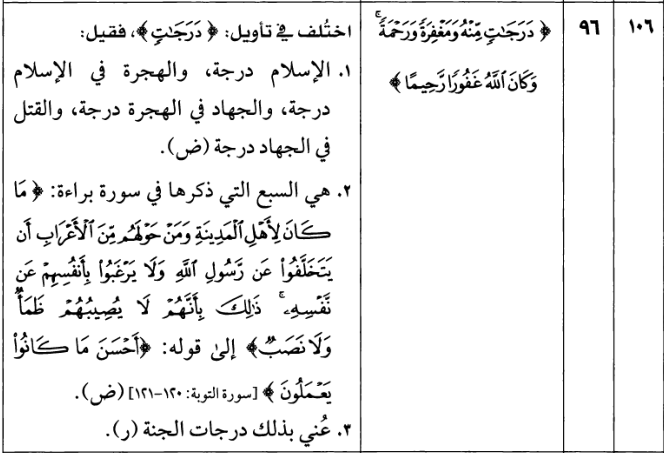 ١٠٦
٩٦
﴿ دَرَجَٰتٍ مِّنْهُ وَمَغْفِرَةً وَرَحْمَةً ۚ
وَكَانَ ٱللَّهُ غَفُورًا رَّحِيمًا ﴾
اختُلف في تأويل: ﴿ دَرَجَٰتٍ ﴾، فقيل:
١. الإسلام درجة، والهجرة في الإسلام
درجة، والجهاد في الهجرة درجة، والقتل
في الجهاد درجة (ض).
٢. هي السبع التي ذكرها في سورة براءة: ﴿ مَا
كَانَ لِأَهْلِ ٱلْمَدِينَةِ وَمَنْ حَوْلَهُم مِّنَ ٱلْأَعْرَابِ أَن
يَتَخَلَّفُوا۟ عَن رَّسُولِ ٱللَّهِ وَلَا يَرْغَبُوا۟ بِأَنفُسِهِمْ عَن
نَّفْسِهِۦ ۚ ذَٰلِكَ بِأَنَّهُمْ لَا يُصِيبُهُمْ ظَمَأٌ
وَلَا نَصَبٌ ﴾ إلىٰ قوله: ﴿أَحْسَنَ مَا كَانُوا۟
يَعْمَلُونَ ﴾ [سورة التوبة: ١٢٠-١٢١] (ض).
٣. عُني بذلك درجات الجنة (ر).